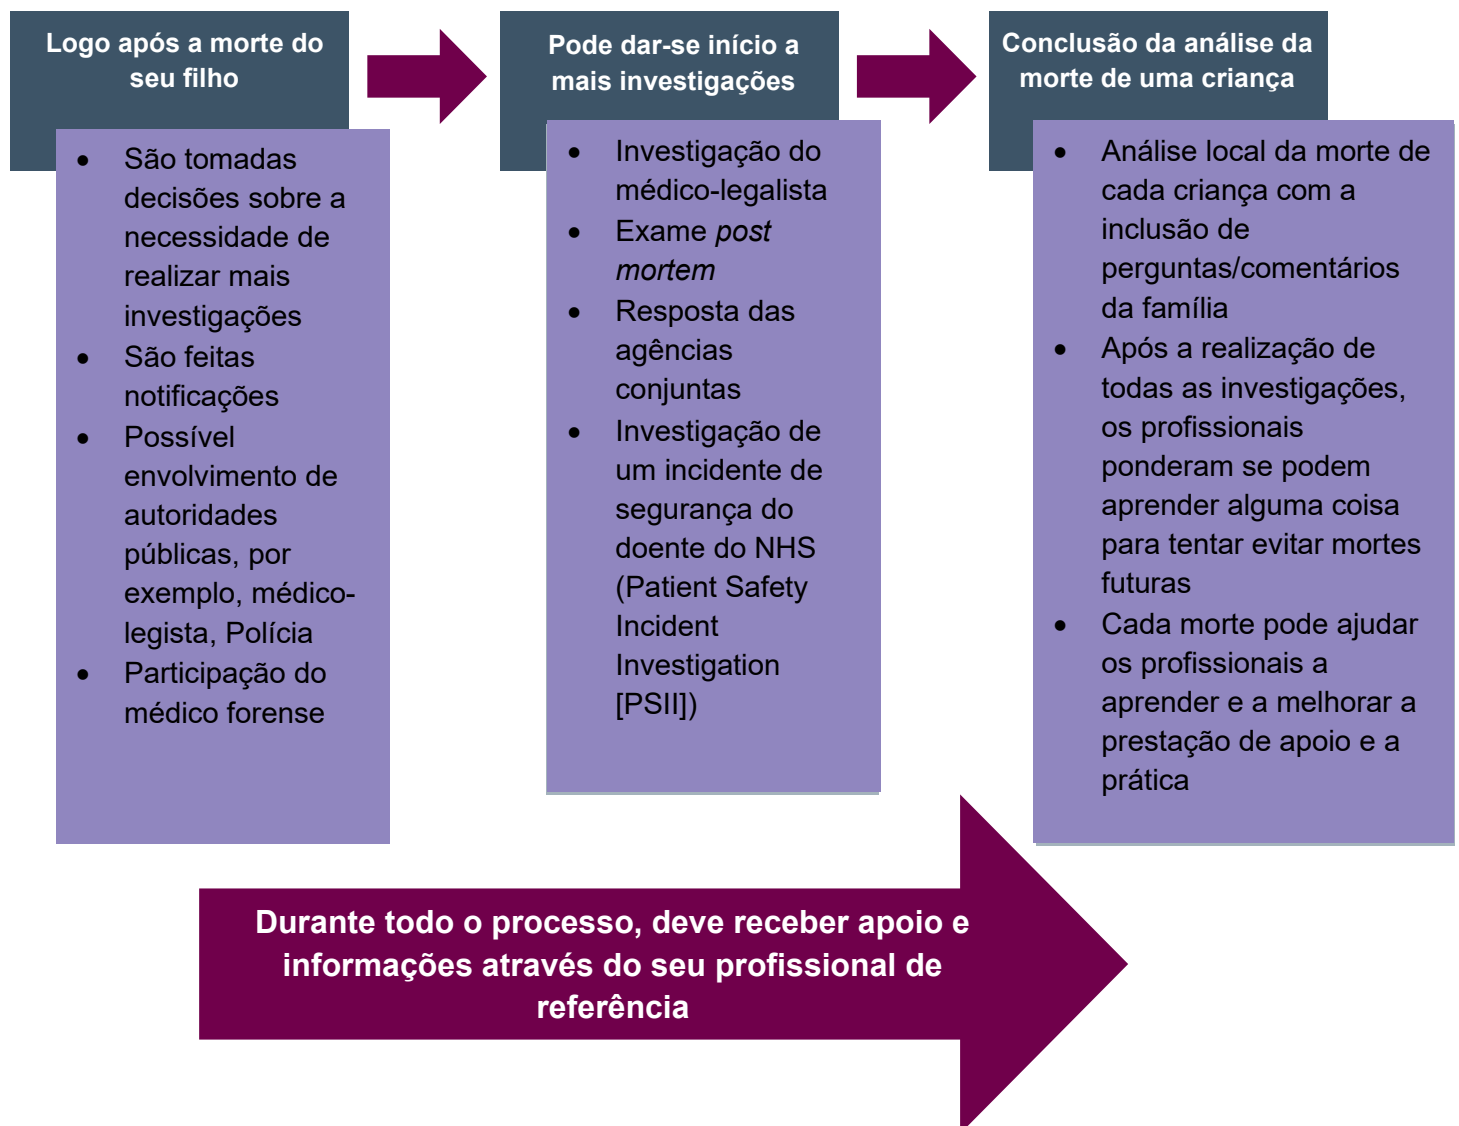 Logo após a morte do
seu filho
• São tomadas
decisões sobre a
necessidade de
realizar mais
investigações
• São feitas
notificações
• Possível
envolvimento de
autoridades
públicas, por
exemplo, médico-
legista, Polícia
• Participação do
médico forense
Pode dar-se início a
mais investigações
• Investigação do
médico-legalista
• Exame post
mortem
• Resposta das
agências
conjuntas
• Investigação de
um incidente de
segurança do
doente do NHS
(Patient Safety
Incident
Investigation
[PSII])
Conclusão da análise da
morte de uma criança
• Análise local da morte de
cada criança com a
inclusão de
perguntas/comentários
da família
• Após a realização de
todas as investigações,
os profissionais
ponderam se podem
aprender alguma coisa
para tentar evitar mortes
futuras
• Cada morte pode ajudar
os profissionais a
aprender e a melhorar a
prestação de apoio e a
prática
Durante todo o processo, deve receber apoio e
informações através do seu profissional de
referência